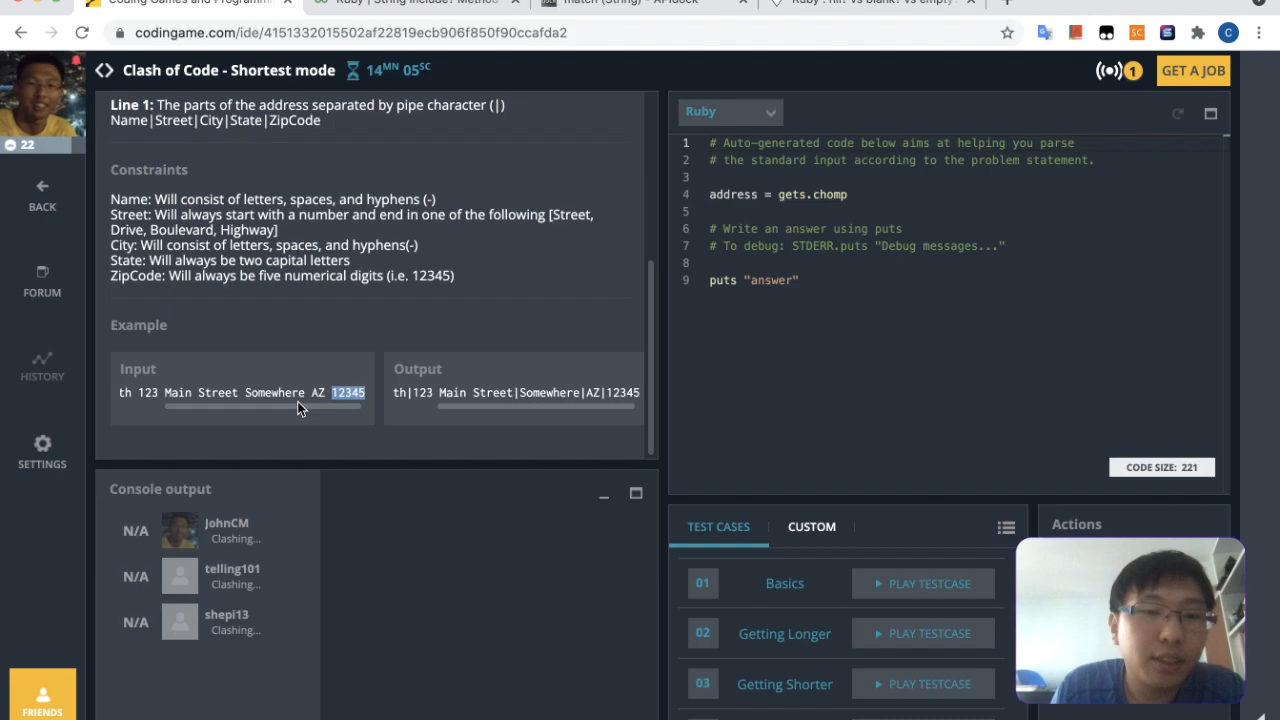 Coding Games and Programmin
Ruby | String include? Metho
match (String) - APIdock
Ruby : nil? vs blank? vs empty
codingame.com/ide/4151332015502af22819ecb906f850f90ccafda2
C
Clash of Code - Shortest mode 14MN 05SC
1
GET A JOB
22
BACK
FORUM
HISTORY
SETTINGS
FRIENDS
Line 1: The parts of the address separated by pipe character (|)
Name|Street|City|State|ZipCode
Constraints
Name: Will consist of letters, spaces, and hyphens (-)
Street: Will always start with a number and end in one of the following [Street,
Drive, Boulevard, Highway]
City: Will consist of letters, spaces, and hyphens(-)
State: Will always be two capital letters
ZipCode: Will always be five numerical digits (i.e. 12345)
Example
Input
th 123 Main Street Somewhere AZ 12345
Output
th|123 Main Street|Somewhere|AZ|12345
Console output
N/A JohnCM
Clashing...
N/A telling101
Clashing...
N/A shepi13
Clashing...
Ruby
1 # Auto-generated code below aims at helping you parse
2 # the standard input according to the problem statement.
3
4 address = gets.chomp
5
6 # Write an answer using puts
7 # To debug: STDERR.puts "Debug messages..."
8
9 puts "answer"
CODE SIZE: 221
TEST CASES
CUSTOM
01 Basics PLAY TESTCASE
02 Getting Longer PLAY TESTCASE
03 Getting Shorter PLAY TESTCASE
Actions